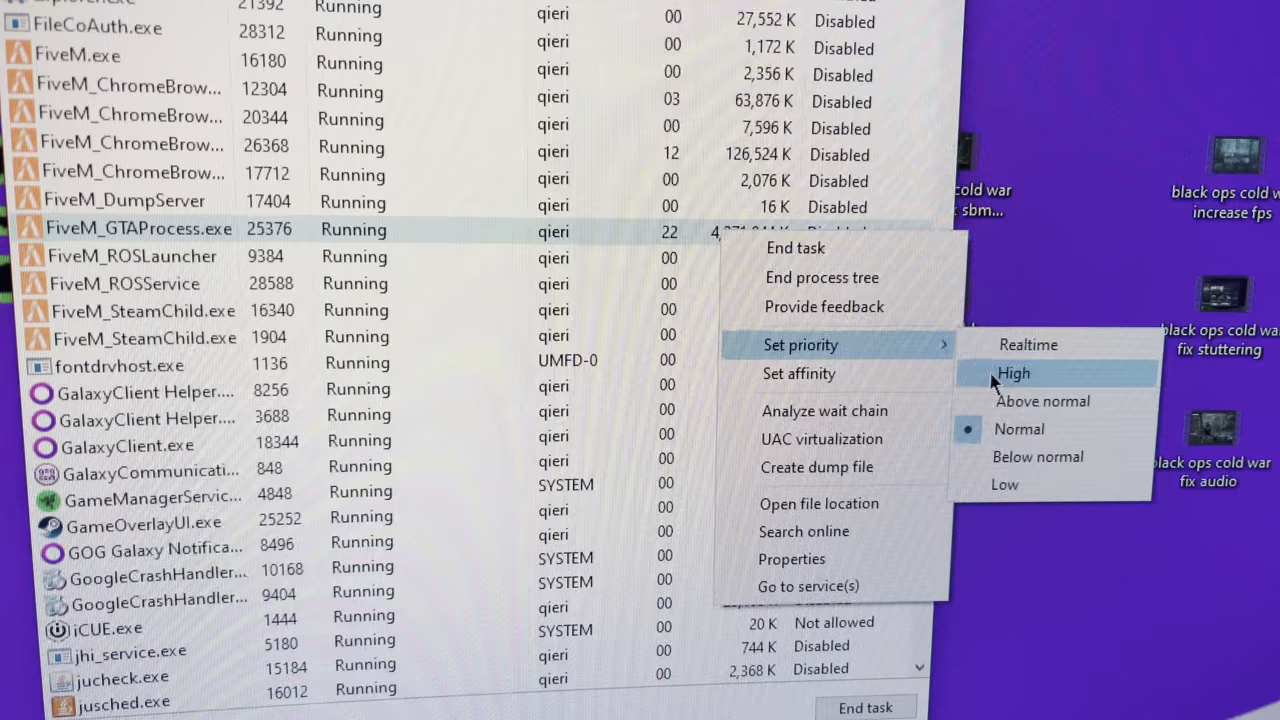 21392 Running qieri 00 27,552 K Disabled
FileCoAuth.exe 28312 Running qieri 00 1,172 K Disabled
FiveM.exe 16180 Running qieri 00 2,356 K Disabled
FiveM_ChromeBrow... 12304 Running qieri 03 63,876 K Disabled
FiveM_ChromeBrow... 20344 Running qieri 00 7,596 K Disabled
FiveM_ChromeBrow... 26368 Running qieri 12 126,524 K Disabled
FiveM_ChromeBrow... 17712 Running qieri 00 2,076 K Disabled
FiveM_DumpServer 17404 Running qieri 00 16 K Disabled
FiveM_GTAProcess.exe 25376 Running qieri 22
FiveM_ROSLauncher 9384 Running qieri 00
FiveM_ROSService 28588 Running qieri 00
FiveM_SteamChild.exe 16340 Running qieri 00
FiveM_SteamChild.exe 1904 Running qieri 00
fontdrvhost.exe 1136 Running UMFD-0 00
GalaxyClient Helper.... 8256 Running qieri 00
GalaxyClient Helper.... 3688 Running qieri 00
GalaxyClient.exe 18344 Running qieri 00
GalaxyCommunicati... 848 Running qieri 00
GameManagerServic... 4848 Running SYSTEM 00
GameOverlayUI.exe 25252 Running qieri 00
GOG Galaxy Notifica... 8496 Running qieri 00
GoogleCrashHandler... 10168 Running SYSTEM 00
GoogleCrashHandler... 9404 Running SYSTEM 00
iCUE.exe 1444 Running qieri 00
jhi_service.exe 5180 Running SYSTEM 00 20 K Not allowed
jucheck.exe 15184 Running qieri 00 744 K Disabled
jusched.exe 16012 Running qieri 00 2,368 K Disabled
End task
End task
End process tree
Provide feedback
Set priority
Set affinity
Analyze wait chain
UAC virtualization
Create dump file
Open file location
Search online
Properties
Go to service(s)
Realtime
High
Above normal
Normal
Below normal
Low
cold war
sbm...
black ops cold w
increase fps
black ops cold wa
fix stuttering
black ops cold war
fix audio